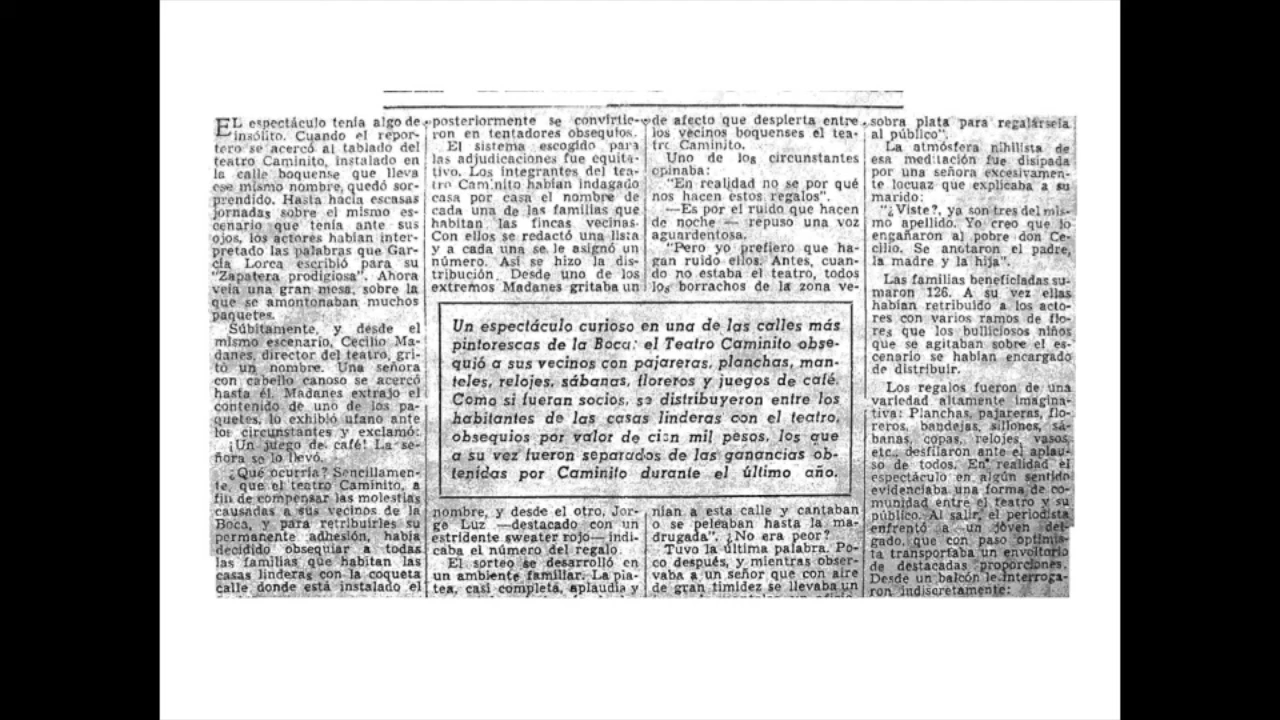 EL espectáculo tenía algo de
insólito. Cuando el repor-
tero se acercó al tablado del
teatro Caminito, instalado en
la calle boquense que lleva
ese mismo nombre, quedó sor-
prendido. Hasta hacía escasas
jornadas sobre el mismo es-
cenario que tenía ante sus
ojos, los actores habían inter-
pretado las palabras que Gar-
cía Lorca escribió para su
"Zapatera prodigiosa". Ahora
veía una gran mesa, sobre la
que se amontonaban muchos
paquetes.
Súbitamente, y desde el
mismo escenario, Cecilio Ma-
danes, director del teatro, gri-
tó un nombre. Una señora
con cabello canoso se acercó
hasta él. Madanes extrajo el
contenido de uno de los pa-
quetes, lo exhibió ufano ante
los circunstantes y exclamó:
¡Un juego de café! La se-
ñora se lo llevó.
¿Qué ocurría? Sencillamen-
te, que el teatro Caminito, a
fin de compensar las molestias
causadas a sus vecinos de la
Boca, y para retribuirles su
permanente adhesión, había
decidido obsequiar a todas
las familias que habitan las
casas linderas con la coqueta
calle donde está instalado el
posteriormente se convirtie-
ron en tentadores obsequios.
El sistema escogido para
las adjudicaciones fue equita-
tivo. Los integrantes del tea-
tro Caminito habían indagado
casa por casa el nombre de
cada una de las familias que
habitan las fincas vecinas.
Con ellos se redactó una lista
y a cada una se le asignó un
número. Así se hizo la dis-
tribución. Desde uno de los
extremos Madanes gritaba un
nombre, y desde el otro, Jor-
ge Luz —destacado con un
estridente sweater rojo— indi-
caba el número del regalo.
El sorteo se desarrolló en
un ambiente familiar. La pla-
tea, casi completa, aplaudía y
de afecto que despierta entre
los vecinos boquenses el tea-
tro Caminito.
Uno de los circunstantes
opinaba:
"En realidad no se por qué
nos hacen estos regalos".
—Es por el ruido que hacen
de noche — repuso una voz
aguardentosa.
"Pero yo prefiero que ha-
gan ruido ellos. Antes, cuan-
do no estaba el teatro, todos
los borrachos de la zona ve-
nían a esta calle y cantaban
o se peleaban hasta la ma-
drugada". ¿No era peor?
Tuvo la última palabra. Po-
co después, y mientras obser-
vaba a un señor que con aire
de gran timidez se llevaba un
Un espectáculo curioso en una de las calles más
pintorescas de la Boca: el Teatro Caminito obse-
quió a sus vecinos con pajareras, planchas, man-
teles, relojes, sábanas, floreros y juegos de café.
Como si fueran socios, se distribuyeron entre los
habitantes de las casas linderas con el teatro,
obsequios por valor de cien mil pesos, los que
a su vez fueron separados de las ganancias ob-
tenidas por Caminito durante el último año.
sobra plata para regalársela
al público".
La atmósfera nihilista de
esa meditación fue disipada
por una señora excesivamen-
te locuaz que explicaba a su
marido:
"¿Viste?, ya son tres del mis-
mo apellido. Yo creo que lo
engañaron al pobre don Ce-
cilio. Se anotaron el padre,
la madre y la hija".
Las familias beneficiadas su-
maron 126. A su vez ellas
habían retribuído a los acto-
res con varios ramos de flo-
res que los bulliciosos niños
que se agitaban sobre el es-
cenario se habían encargado
de distribuir.
Los regalos fueron de una
variedad altamente imagina-
tiva: Planchas, pajareras, flo-
reros, bandejas, sillones, sá-
banas, copas, relojes, vasos,
etc., desfilaron ante el aplau-
so de todos. En realidad el
espectáculo en algún sentido
evidenciaba una forma de co-
munidad entre el teatro y su
público. Al salir, el periodista
enfrentó a un joven del-
gado, que con paso optimis-
ta transportaba un envoltorio
de destacadas proporciones.
Desde un balcón le interroga-
ron indiscretamente: